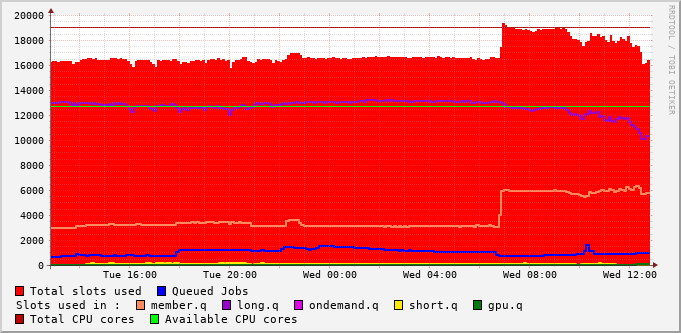 RRDTOOL / TOBI OETIKER
20000
18000
16000
14000
12000
10000
8000
6000
4000
2000
0
Tue 16:00 Tue 20:00 Wed 00:00 Wed 04:00 Wed 08:00 Wed 12:00
Total slots used Queued Jobs
Slots used in : member.q long.q ondemand.q short.q gpu.q
Total CPU cores Available CPU cores